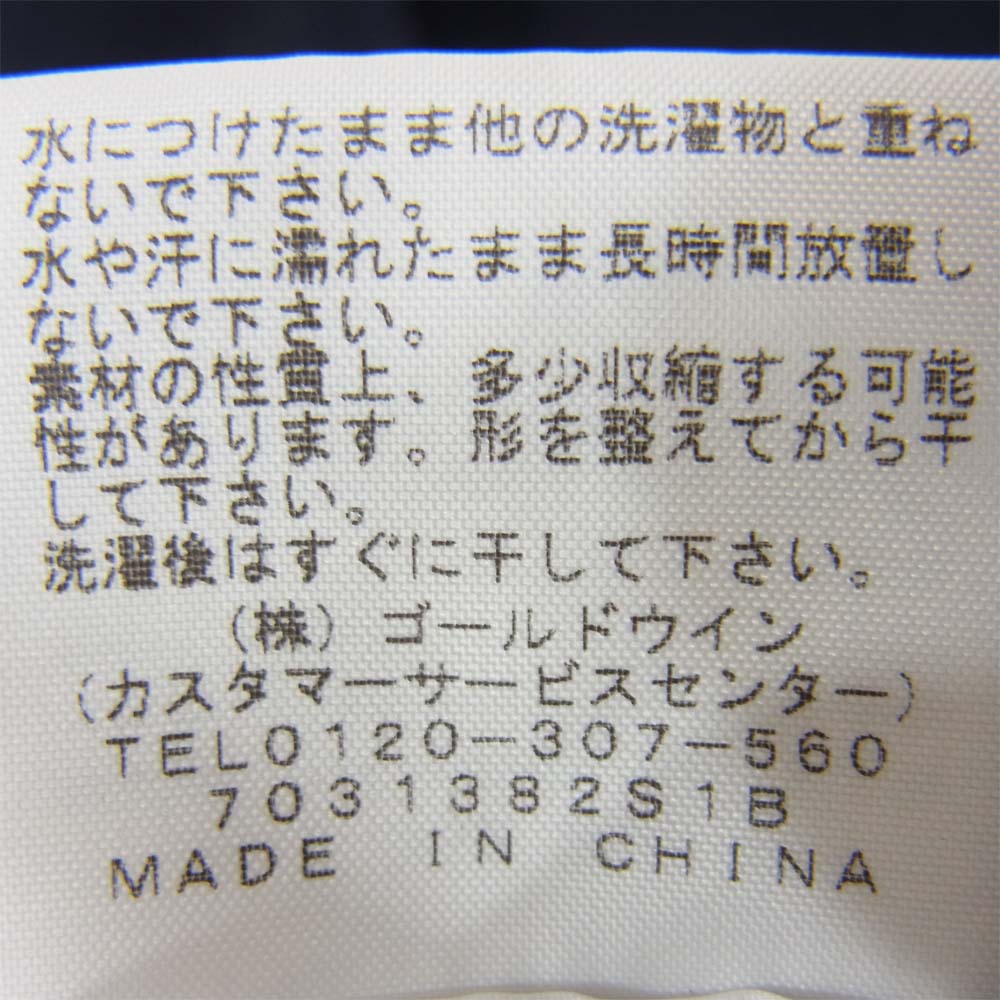 水につけたまま他の洗濯物と重ね
ないで下さい。
水や汗に濡れたまま長時間放置し
ないで下さい。
素材の性質上、多少収縮する可能
性があります。形を整えてから干
して下さい。
洗濯後はすぐに干して下さい。
(株) ゴールドウイン
(カスタマーサービスセンター)
TEL0120-307-560
7031382S1B
MADE IN CHINA